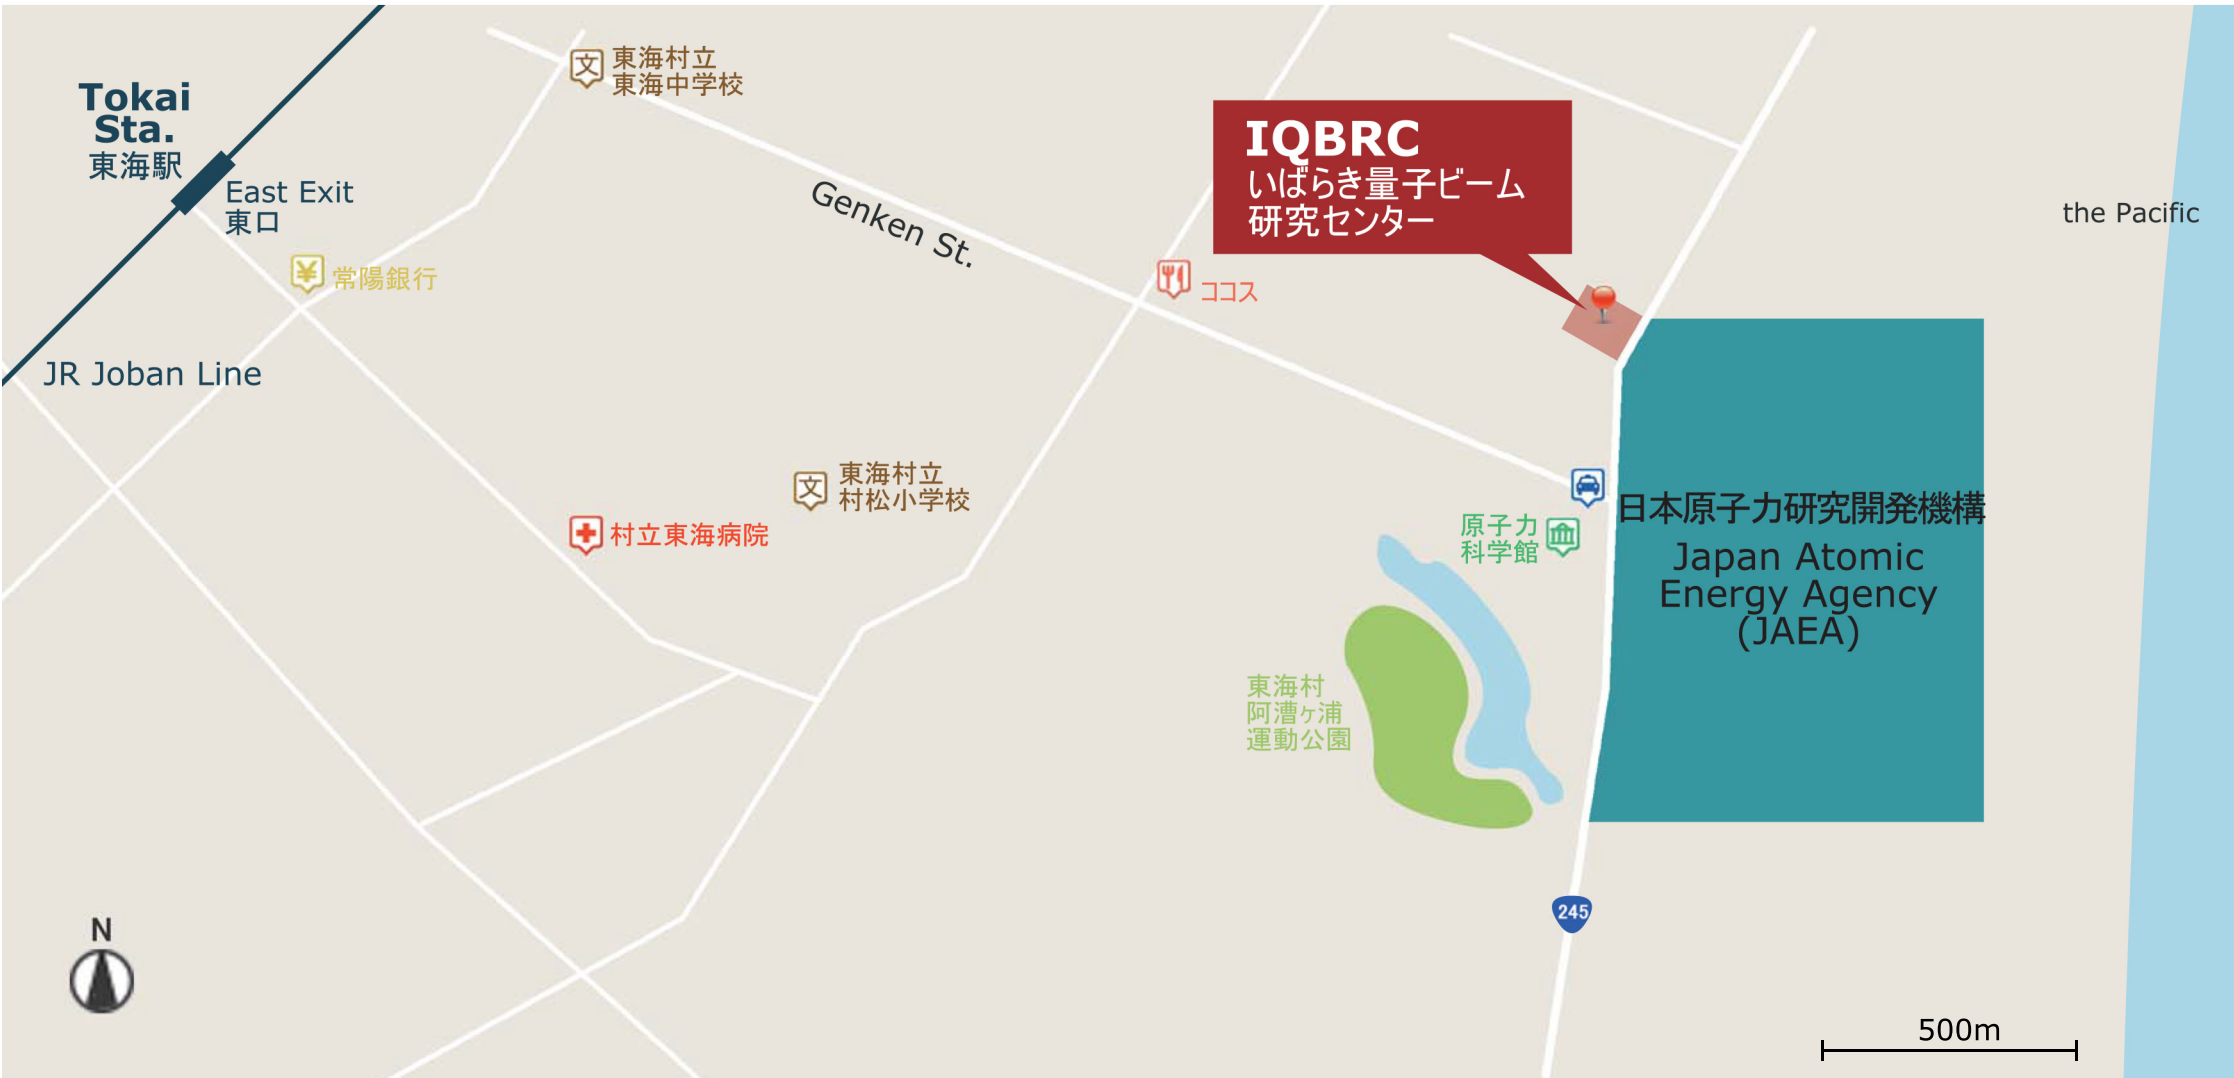 Tokai
Sta.
東海駅
East Exit
東口
JR Joban Line
¥
常陽銀行
文
東海村立
東海中学校
Genken St.
IQBRC
いばらき量子ビーム
研究センター
ココス
the Pacific
文
東海村立
村松小学校
村立東海病院
原子力
科学館
日本原子力研究開発機構
Japan Atomic
Energy Agency
(JAEA)
東海村
阿漕ヶ浦
運動公園
245
N
500m